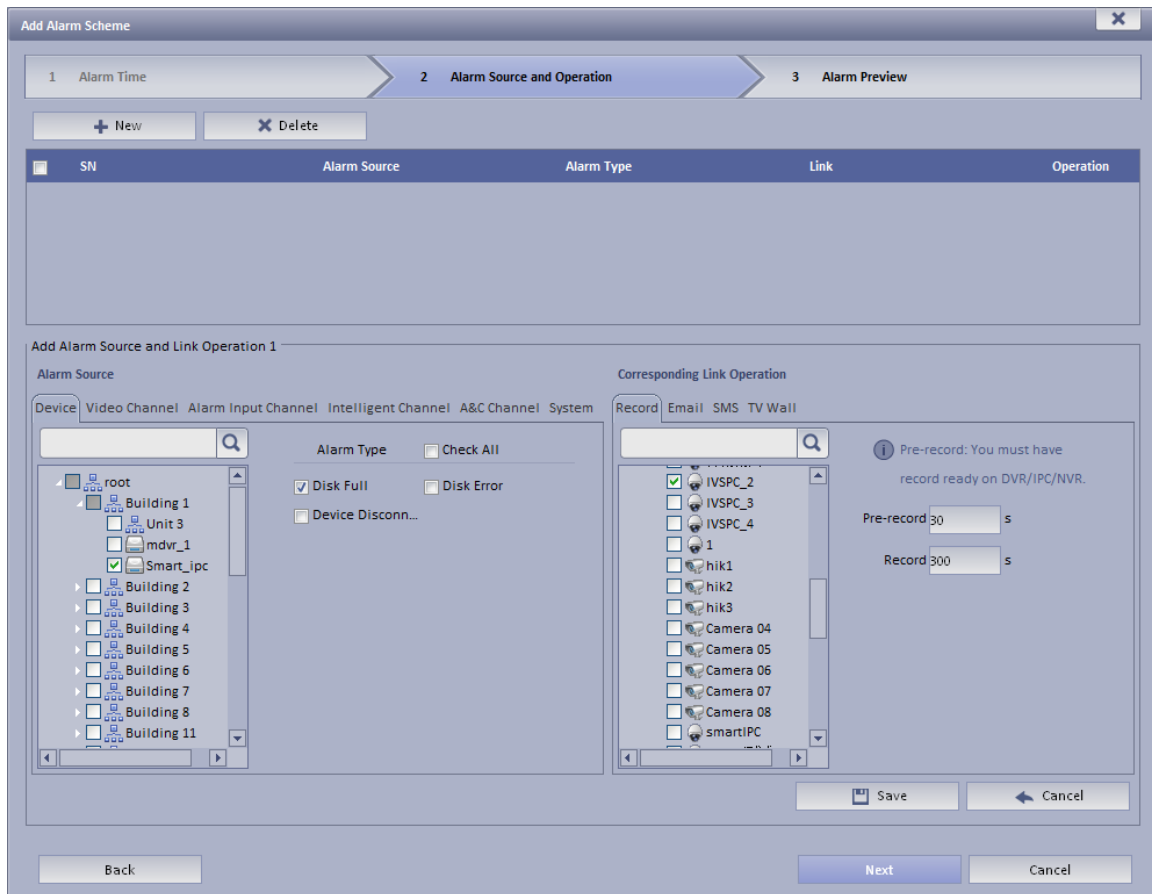 Add Alarm Scheme
1 Alarm Time
2 Alarm Source and Operation
3 Alarm Preview
New
Delete
SN Alarm Source Alarm Type Link Operation
Add Alarm Source and Link Operation 1
Alarm Source
Device Video Channel Alarm Input Channel Intelligent Channel A&C Channel System
root
Building 1
Unit 3
mdvr_1
Smart_ipc
Building 2
Building 3
Building 4
Building 5
Building 6
Building 7
Building 8
Building 11
Alarm Type Check All
Disk Full Disk Error
Device Disconn...
Corresponding Link Operation
Record Email SMS TV Wall
IVSPC_2
IVSPC_3
IVSPC_4
1
hik1
hik2
hik3
Camera 04
Camera 05
Camera 06
Camera 07
Camera 08
smartIPC
Pre-record: You must have
record ready on DVR/IPC/NVR.
Pre-record 30 s
Record 300 s
Save Cancel
Back Next Cancel